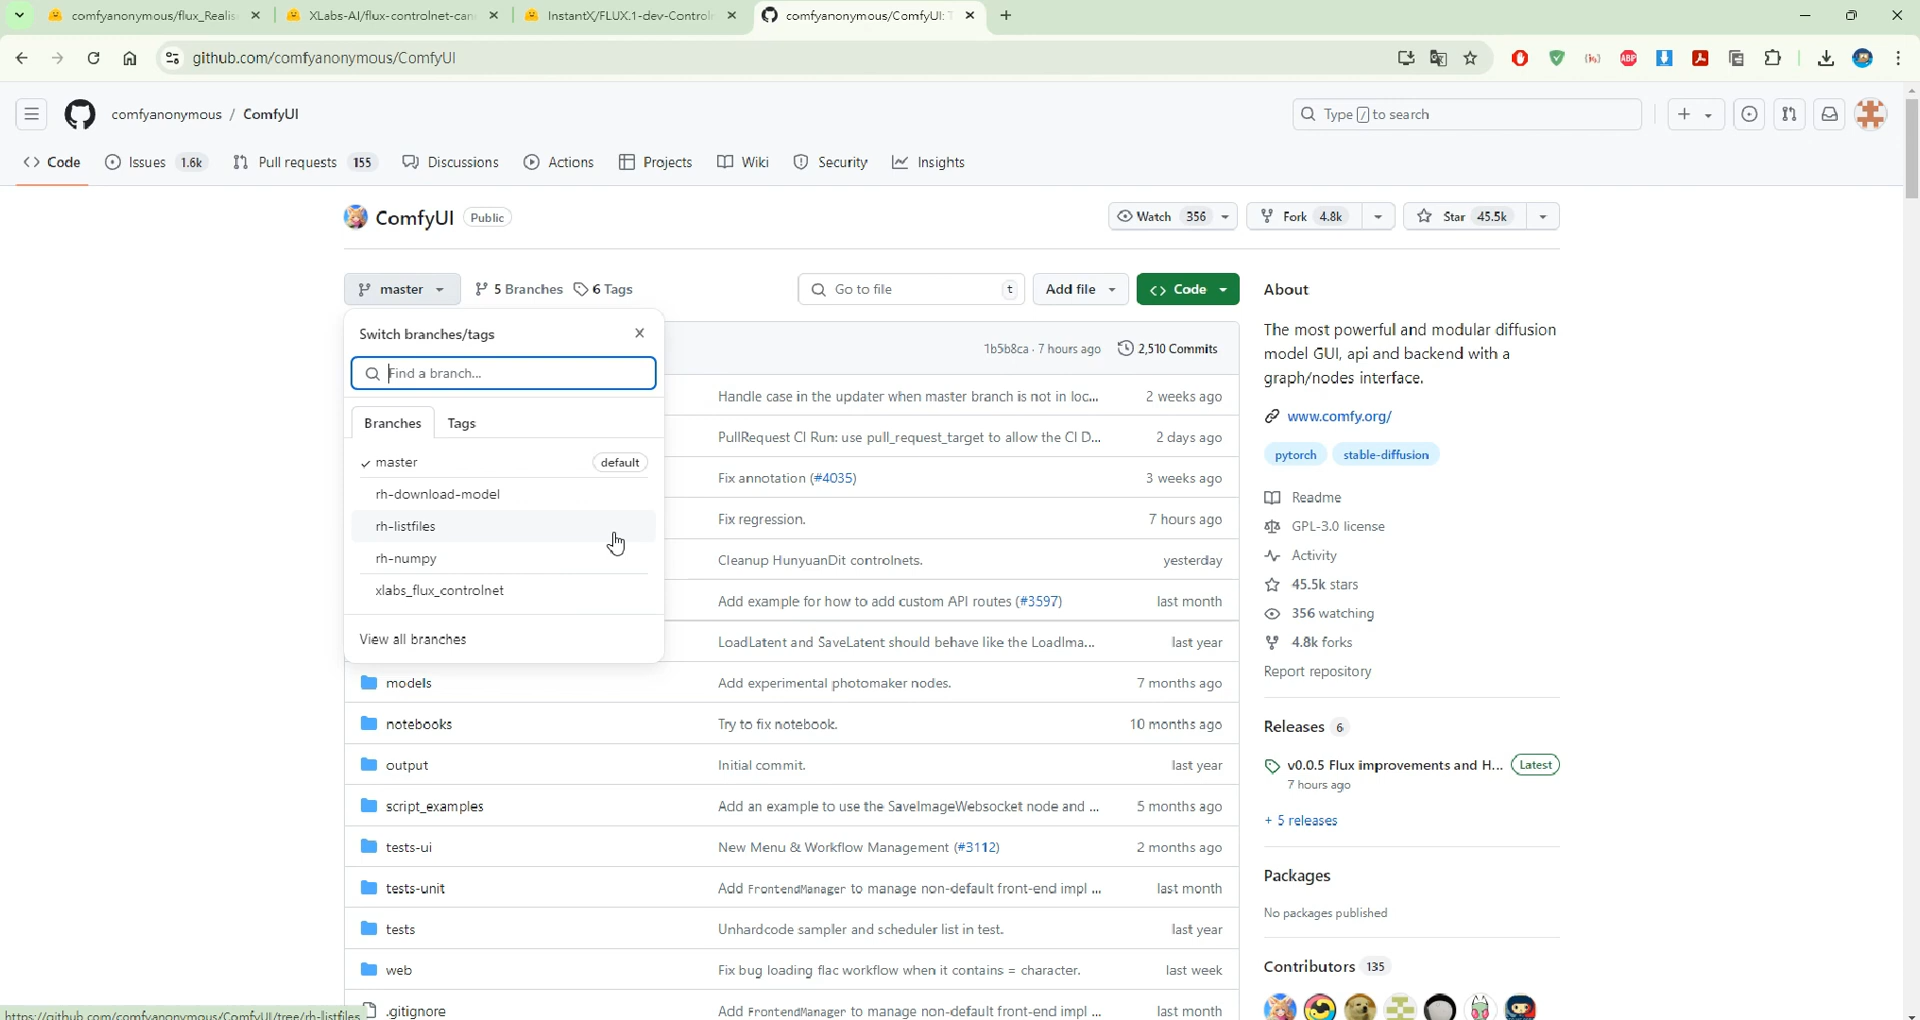 comfyanonymous/flux_Realis
XLabs-AI/flux-controlnet-can
InstantX/FLUX.1-dev-Control
comfyanonymous/ComfyUI: T
github.com/comfyanonymous/ComfyUI
ABP
comfyanonymous / ComfyUI
Type / to search
Code
Issues 1.6k
Pull requests 155
Discussions
Actions
Projects
Wiki
Security
Insights
ComfyUI Public
Watch 356
Fork 4.8k
Star 45.5k
master
5 Branches
6 Tags
Go to file t
Add file
<> Code
Switch branches/tags
Find a branch...
Branches
Tags
master default
rh-download-model
rh-listfiles
rh-numpy
xlabs_flux_controlnet
View all branches
1b5b8ca · 7 hours ago
2,510 Commits
Handle case in the updater when master branch is not in loc... 2 weeks ago
PullRequest CI Run: use pull_request_target to allow the CI D... 2 days ago
Fix annotation (#4035) 3 weeks ago
Fix regression. 7 hours ago
Cleanup HunyuanDit controlnets. yesterday
Add example for how to add custom API routes (#3597) last month
LoadLatent and SaveLatent should behave like the LoadIma... last year
models Add experimental photomaker nodes. 7 months ago
notebooks Try to fix notebook. 10 months ago
output Initial commit. last year
script_examples Add an example to use the SaveImageWebsocket node and ... 5 months ago
tests-ui New Menu & Workflow Management (#3112) 2 months ago
tests-unit Add FrontendManager to manage non-default front-end impl ... last month
tests Unhardcode sampler and scheduler list in test. last year
web Fix bug loading flac workflow when it contains = character. last week
.gitignore Add FrontendManager to manage non-default front-end impl ... last month
About
The most powerful and modular diffusion
model GUI, api and backend with a
graph/nodes interface.
www.comfy.org/
pytorch
stable-diffusion
Readme
GPL-3.0 license
Activity
45.5k stars
356 watching
4.8k forks
Report repository
Releases 6
v0.0.5 Flux improvements and H... Latest
7 hours ago
+ 5 releases
Packages
No packages published
Contributors 135
https://github.com/comfyanonymous/ComfyUI/tree/rh-listfiles